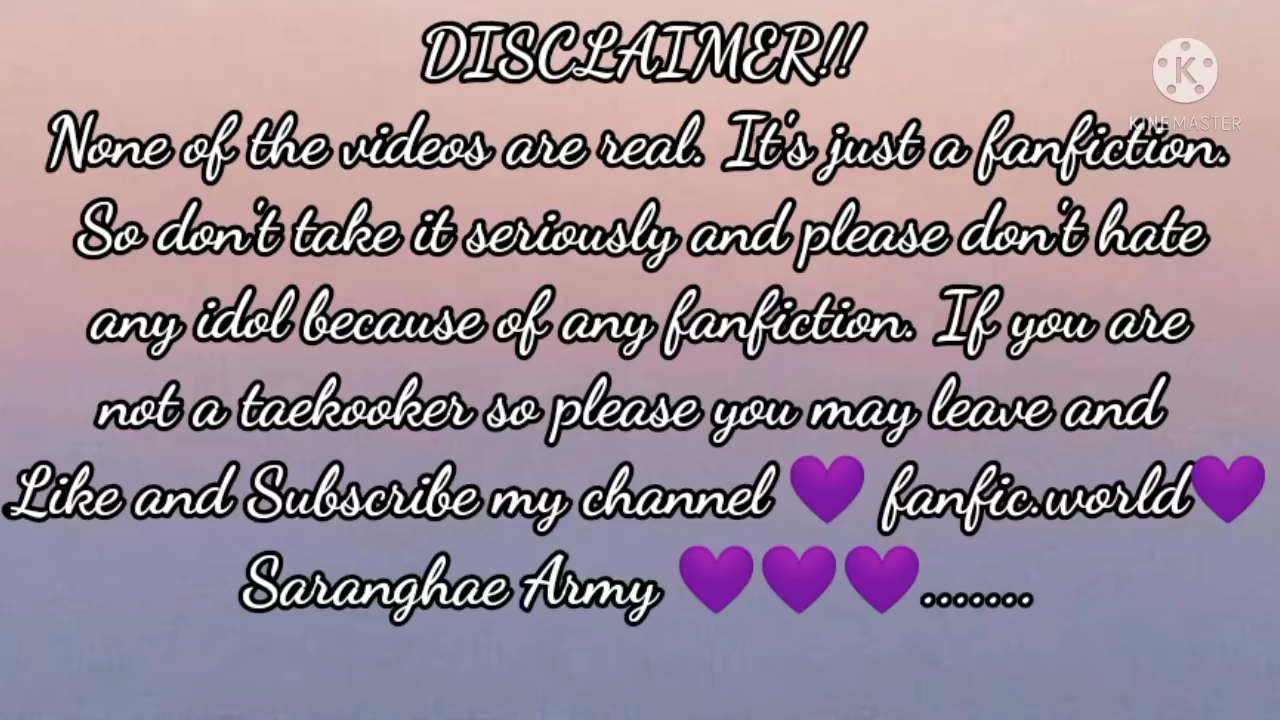 DISCLAIMER!!
KINEMASTER
None of the videos are real. It's just a fanfiction.
So don't take it seriously and please don't hate
any idol because of any fanfiction. If you are
not a taekooker so please you may leave and
Like and Subscribe my channel 💜 fanfic.world💜
Saranghae Army 💜💜💜.......